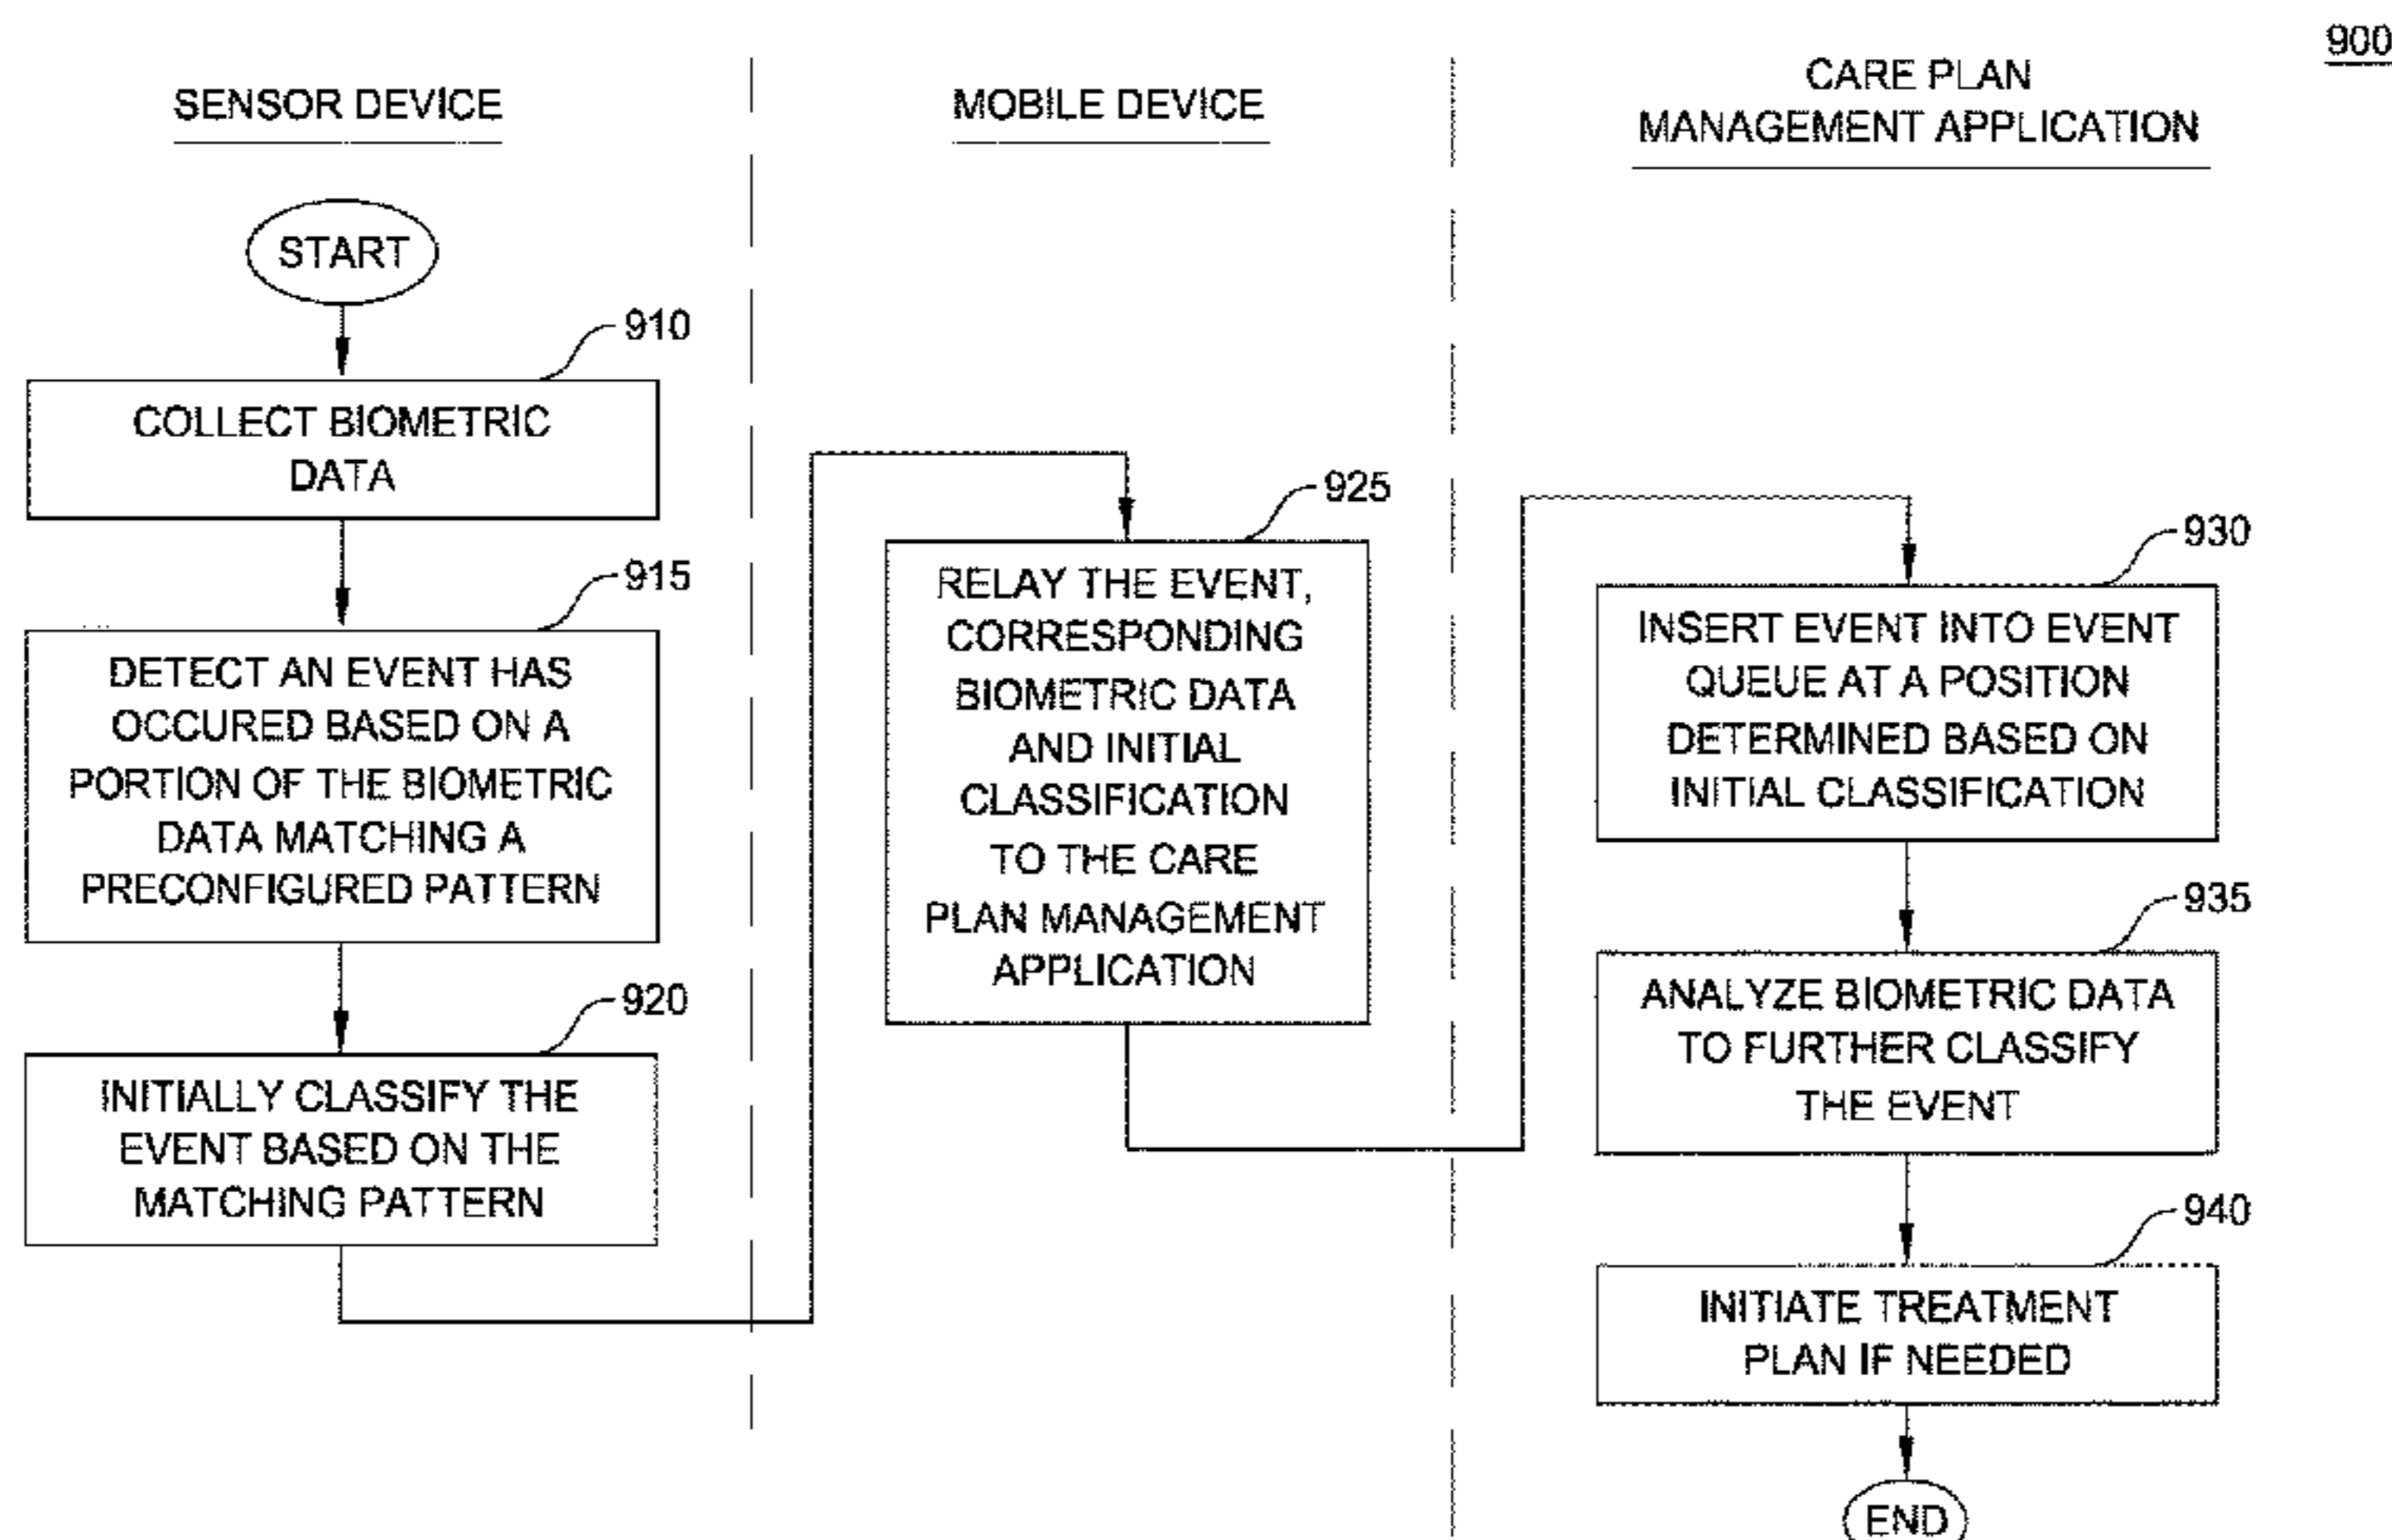 900
SENSOR DEVICE
START
910
COLLECT BIOMETRIC
DATA
915
DETECT AN EVENT HAS
OCCURED BASED ON A
PORTION OF THE BIOMETRIC
DATA MATCHING A
PRECONFIGURED PATTERN
920
INITIALLY CLASSIFY THE
EVENT BASED ON THE
MATCHING PATTERN
MOBILE DEVICE
925
RELAY THE EVENT,
CORRESPONDING
BIOMETRIC DATA
AND INITIAL
CLASSIFICATION
TO THE CARE
PLAN MANAGEMENT
APPLICATION
CARE PLAN
MANAGEMENT APPLICATION
930
INSERT EVENT INTO EVENT
QUEUE AT A POSITION
DETERMINED BASED ON
INITIAL CLASSIFICATION
935
ANALYZE BIOMETRIC DATA
TO FURTHER CLASSIFY
THE EVENT
940
INITIATE TREATMENT
PLAN IF NEEDED
END